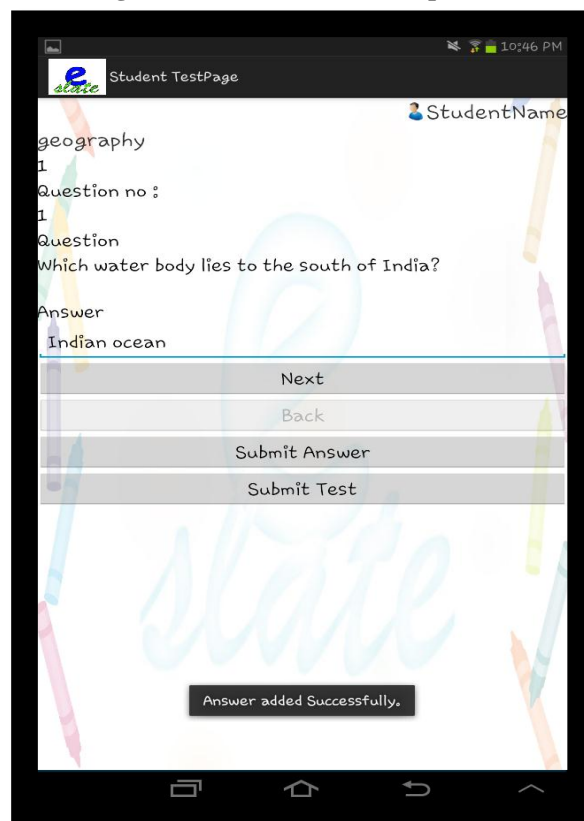 10:46 PM
e
slate
Student TestPage
StudentName
geography
1
Question no :
1
Question
Which water body lies to the south of India?
Answer
Indian ocean
Next
Back
Submit Answer
Submit Test
e
slate
Answer added Successfully.